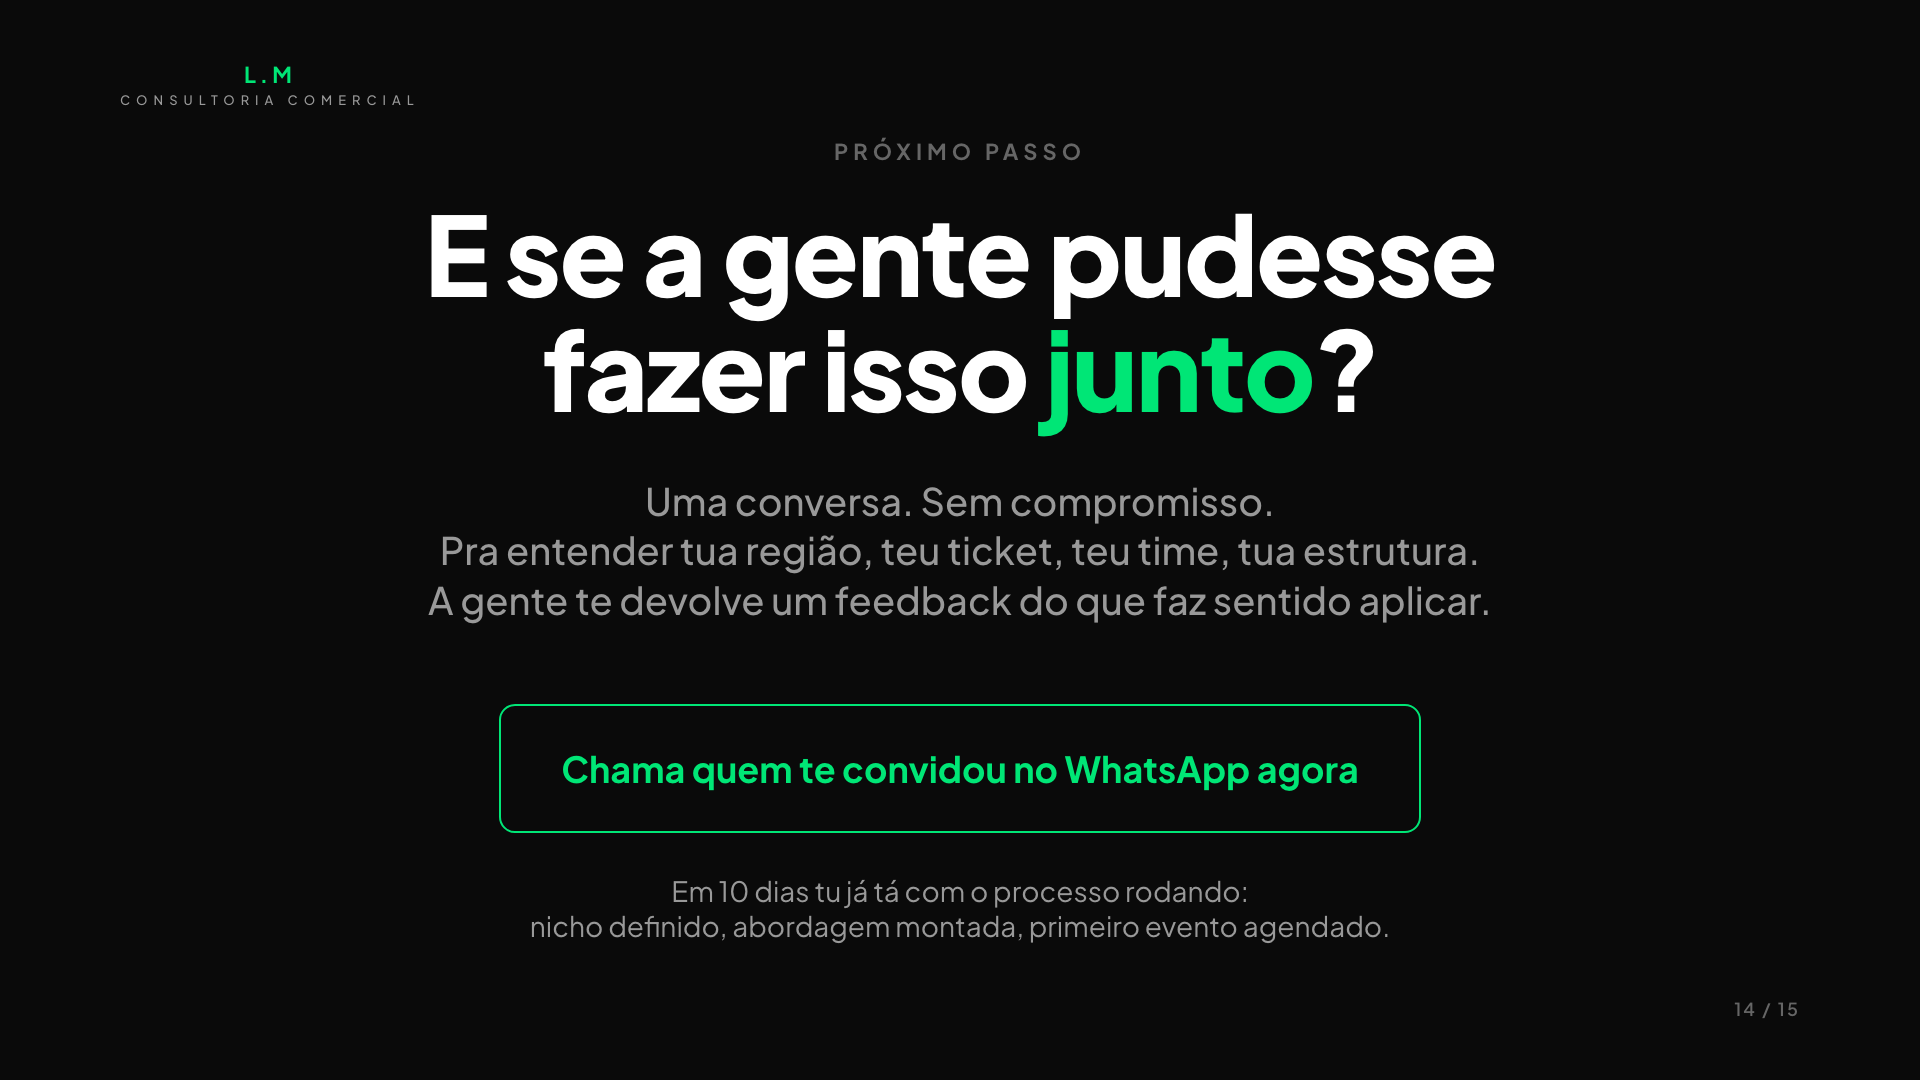 L.M
CONSULTORIA COMERCIAL
PRÓXIMO PASSO
E se a gente pudesse
fazer isso junto?
Uma conversa. Sem compromisso.
Pra entender tua região, teu ticket, teu time, tua estrutura.
A gente te devolve um feedback do que faz sentido aplicar.
Chama quem te convidou no WhatsApp agora
Em 10 dias tu já tá com o processo rodando:
nicho definido, abordagem montada, primeiro evento agendado.
14 / 15